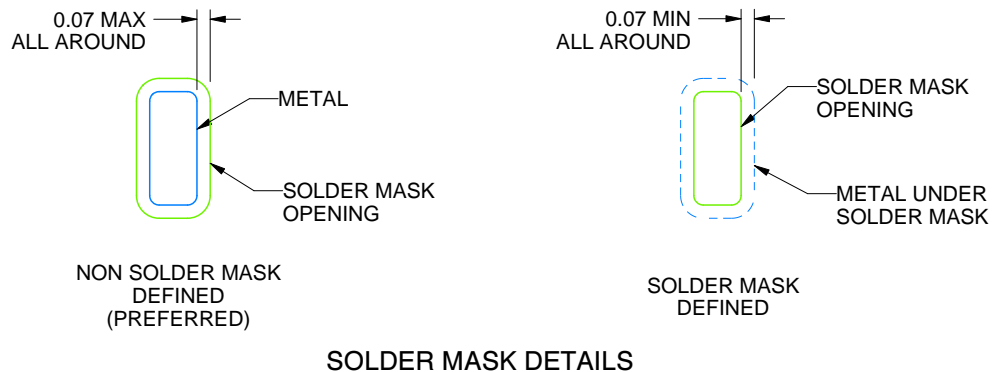 0.07 MAX
ALL AROUND
METAL
SOLDER MASK
OPENING
NON SOLDER MASK
DEFINED
(PREFERRED)
0.07 MIN
ALL AROUND
SOLDER MASK
OPENING
METAL UNDER
SOLDER MASK
SOLDER MASK
DEFINED
SOLDER MASK DETAILS